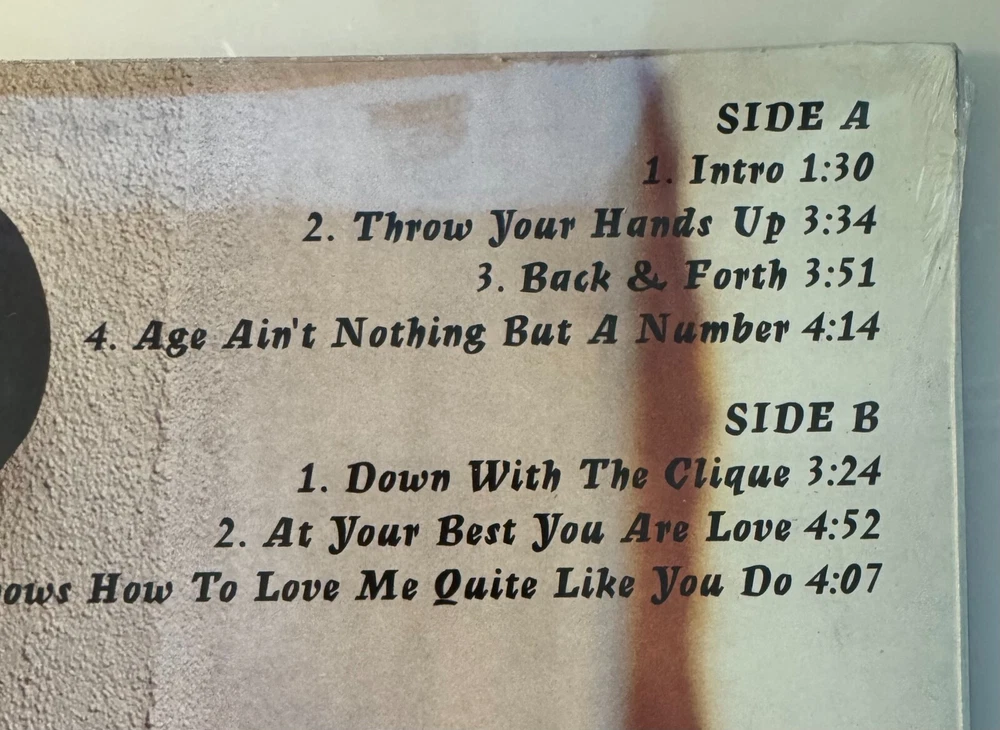 SIDE A
1. Intro 1:30
2. Throw Your Hands Up 3:34
3. Back & Forth 3:51
4. Age Ain't Nothing But A Number 4:14
SIDE B
1. Down With The Clique 3:24
2. At Your Best You Are Love 4:52
ows How To Love Me Quite Like You Do 4:07